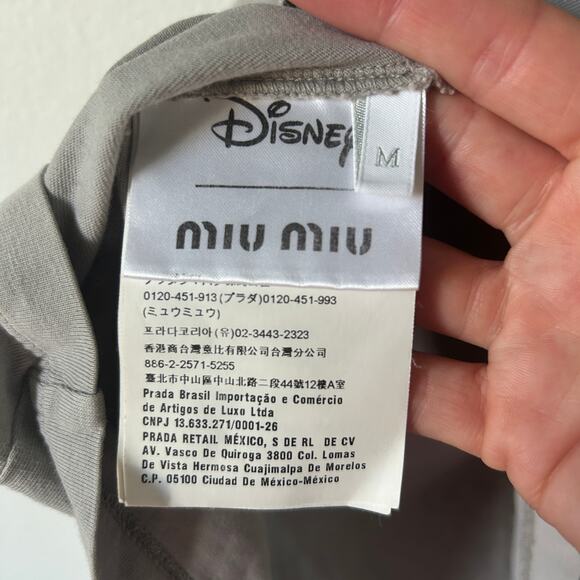 Disney
M
miu miu
0120-451-913(プラダ)0120-451-993
(ミュウミュウ)
프라다코리아(유)02-3443-2323
香港商台灣薏比有限公司台灣分公司
886-2-2571-5255
臺北市中山區中山北路二段44號12樓A室
Prada Brasil Importação e Comércio
de Artigos de Luxo Ltda
CNPJ 13.633.271/0001-26
PRADA RETAIL MÉXICO, S DE RL DE CV
AV. Vasco De Quiroga 3800 Col. Lomas
De Vista Hermosa Cuajimalpa De Morelos
C.P. 05100 Ciudad De México-México